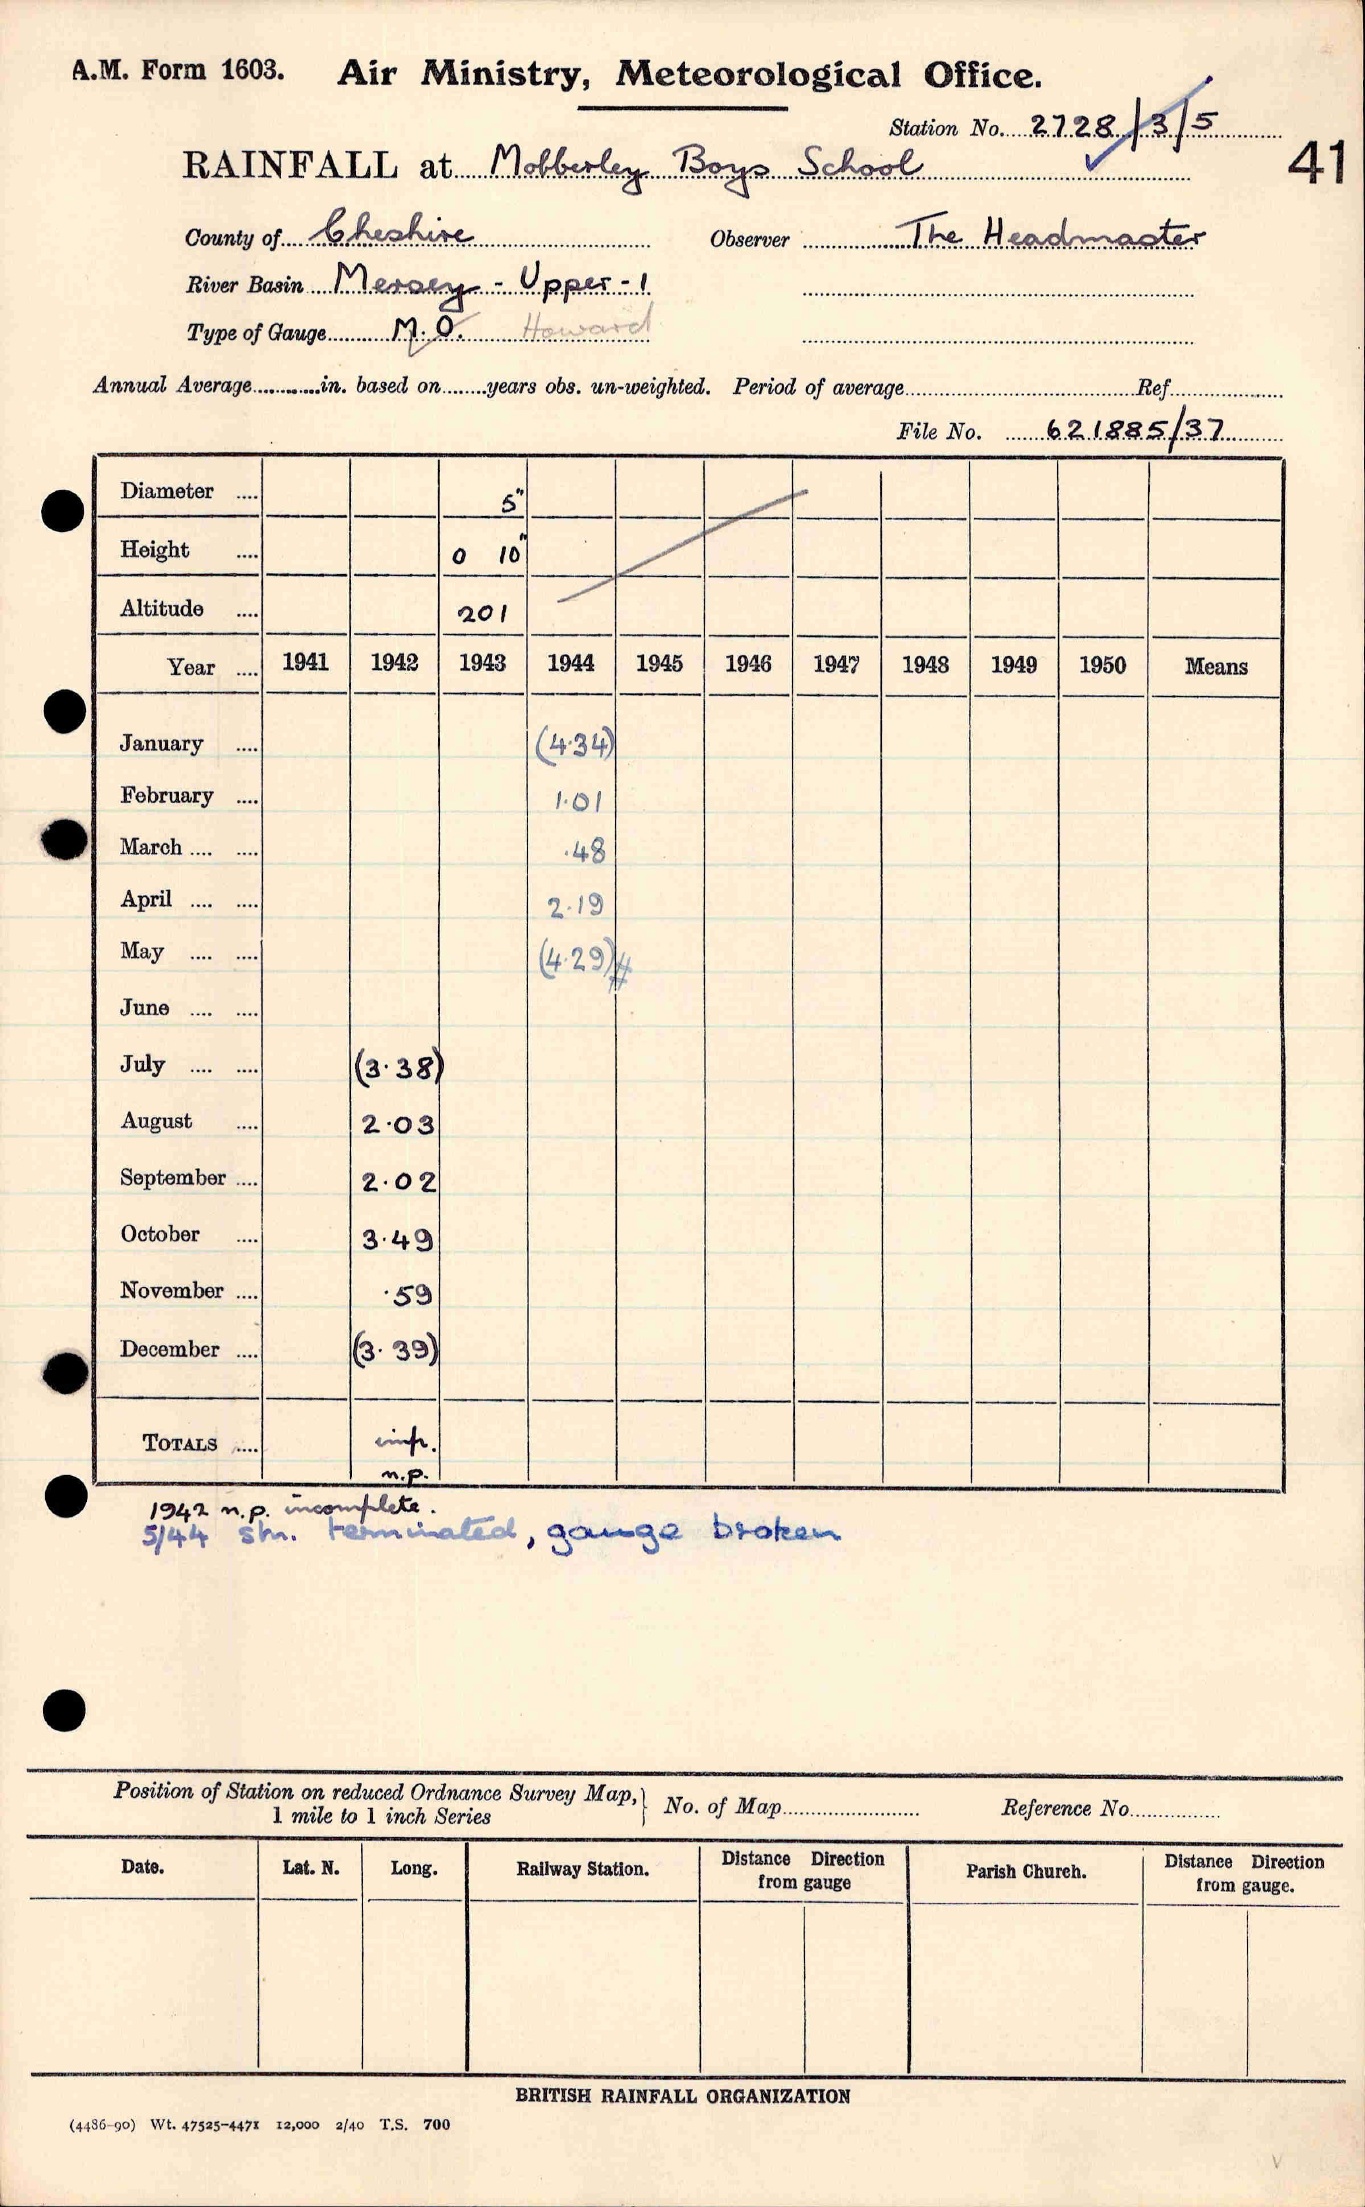 A.M. Form 1603. Air Ministry, Meteorological Office.
Station No. 2728/3/5
41
RAINFALL at Mobberley Boys School
County of Cheshire Observer The Headmaster
River Basin Mersey - Upper - 1
Type of Gauge M.O. Howard
Annual Average in. based on years obs. un-weighted. Period of average Ref.
File No. 621885/37
Diameter 5"
Height 0 10"
Altitude 201
Year 1941 1942 1943 1944 1945 1946 1947 1948 1949 1950 Means
January (4.34)
February 1.01
March .48
April 2.19
May (4.29)#
June
July (3.38)
August 2.03
September 2.02
October 3.49
November .59
December (3.39)
TOTALS imp.
n.p.
1942 n.p. incomplete.
5/44 stn. terminated, gauge broken
Position of Station on reduced Ordnance Survey Map, } No. of Map Reference No.
1 mile to 1 inch Series
Date. Lat. N. Long. Railway Station. Distance Direction from gauge Parish Church. Distance Direction from gauge.
BRITISH RAINFALL ORGANIZATION
(4486-90) Wt. 47525-4471 12,000 2/40 T.S. 700